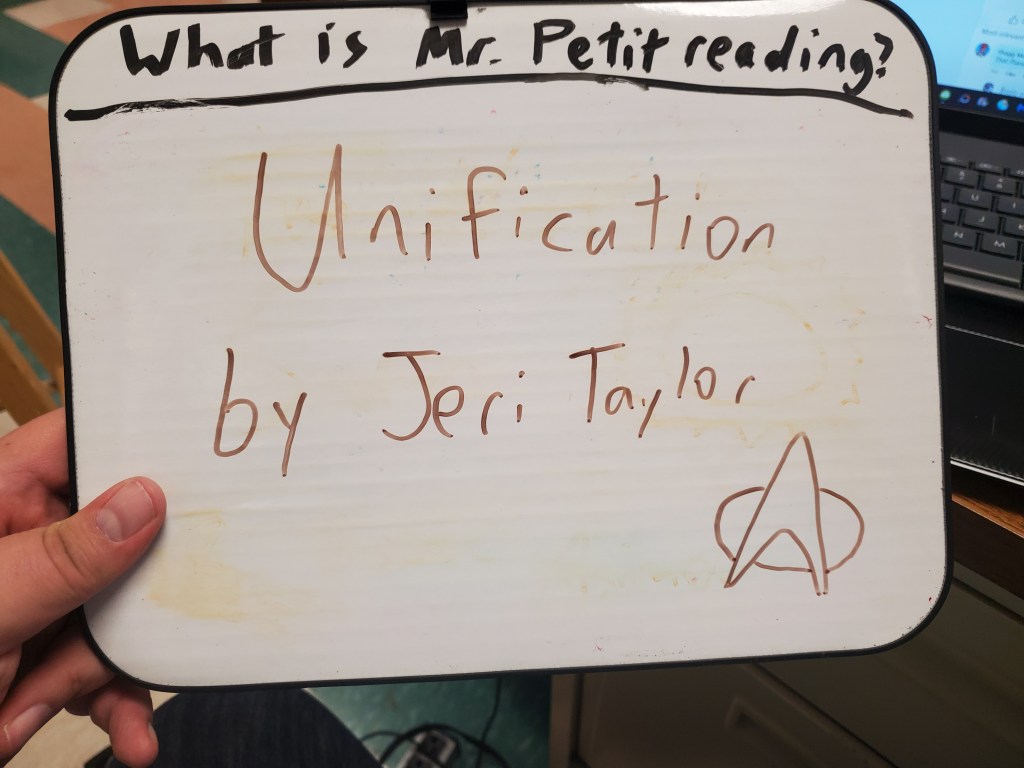 What is Mr. Petit reading?
Unification
by Jeri Taylor